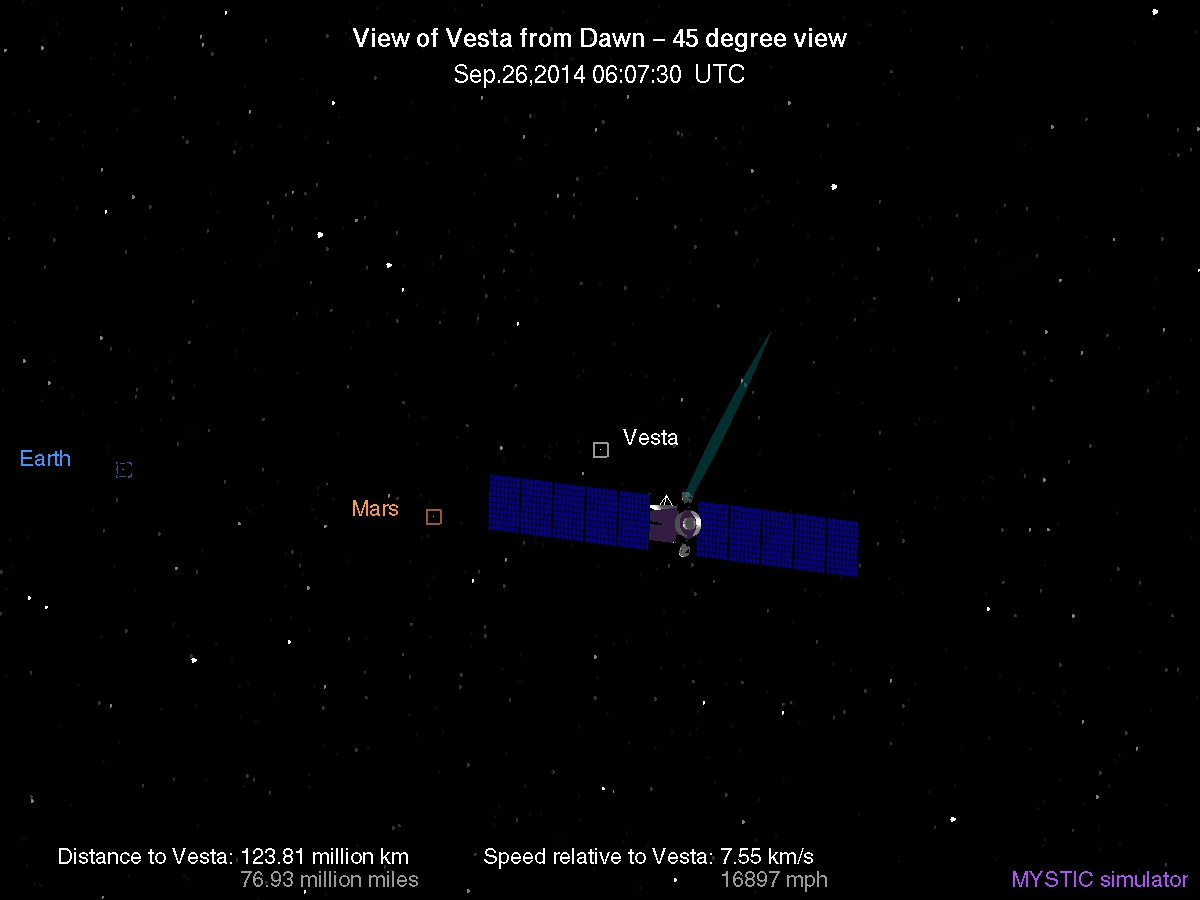 View of Vesta from Dawn – 45 degree view
Sep.26,2014 06:07:30 UTC
Vesta
Earth
Mars
Distance to Vesta: 123.81 million km
76.93 million miles
Speed relative to Vesta: 7.55 km/s
16897 mph
MYSTIC simulator